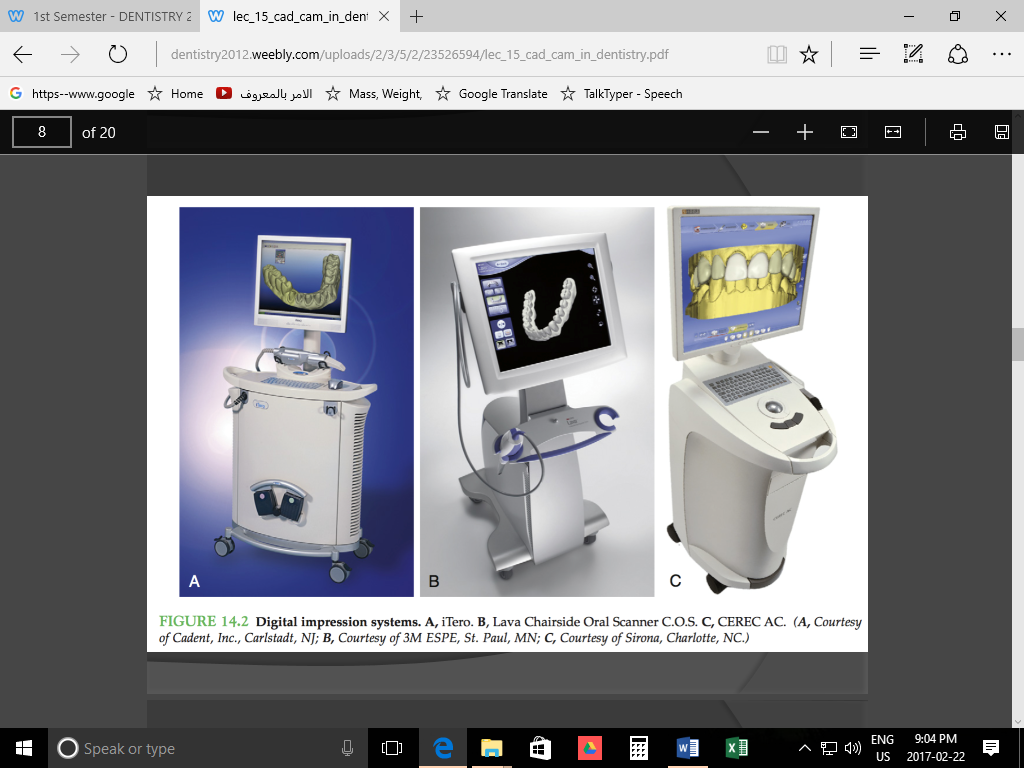 1st Semester - DENTISTRY 2
lec_15_cad_cam_in_dent
dentistry2012.weebly.com/uploads/2/3/5/2/23526594/lec_15_cad_cam_in_dentistry.pdf
https--www.google
Home
الامر بالمعروف
Mass, Weight,
Google Translate
TalkTyper - Speech
8 of 20
A
B
C
FIGURE 14.2 Digital impression systems. A, iTero. B, Lava Chairside Oral Scanner C.O.S. C, CEREC AC. (A, Courtesy
of Cadent, Inc., Carlstadt, NJ; B, Courtesy of 3M ESPE, St. Paul, MN; C, Courtesy of Sirona, Charlotte, NC.)
Speak or type
ENG
US
9:04 PM
2017-02-22